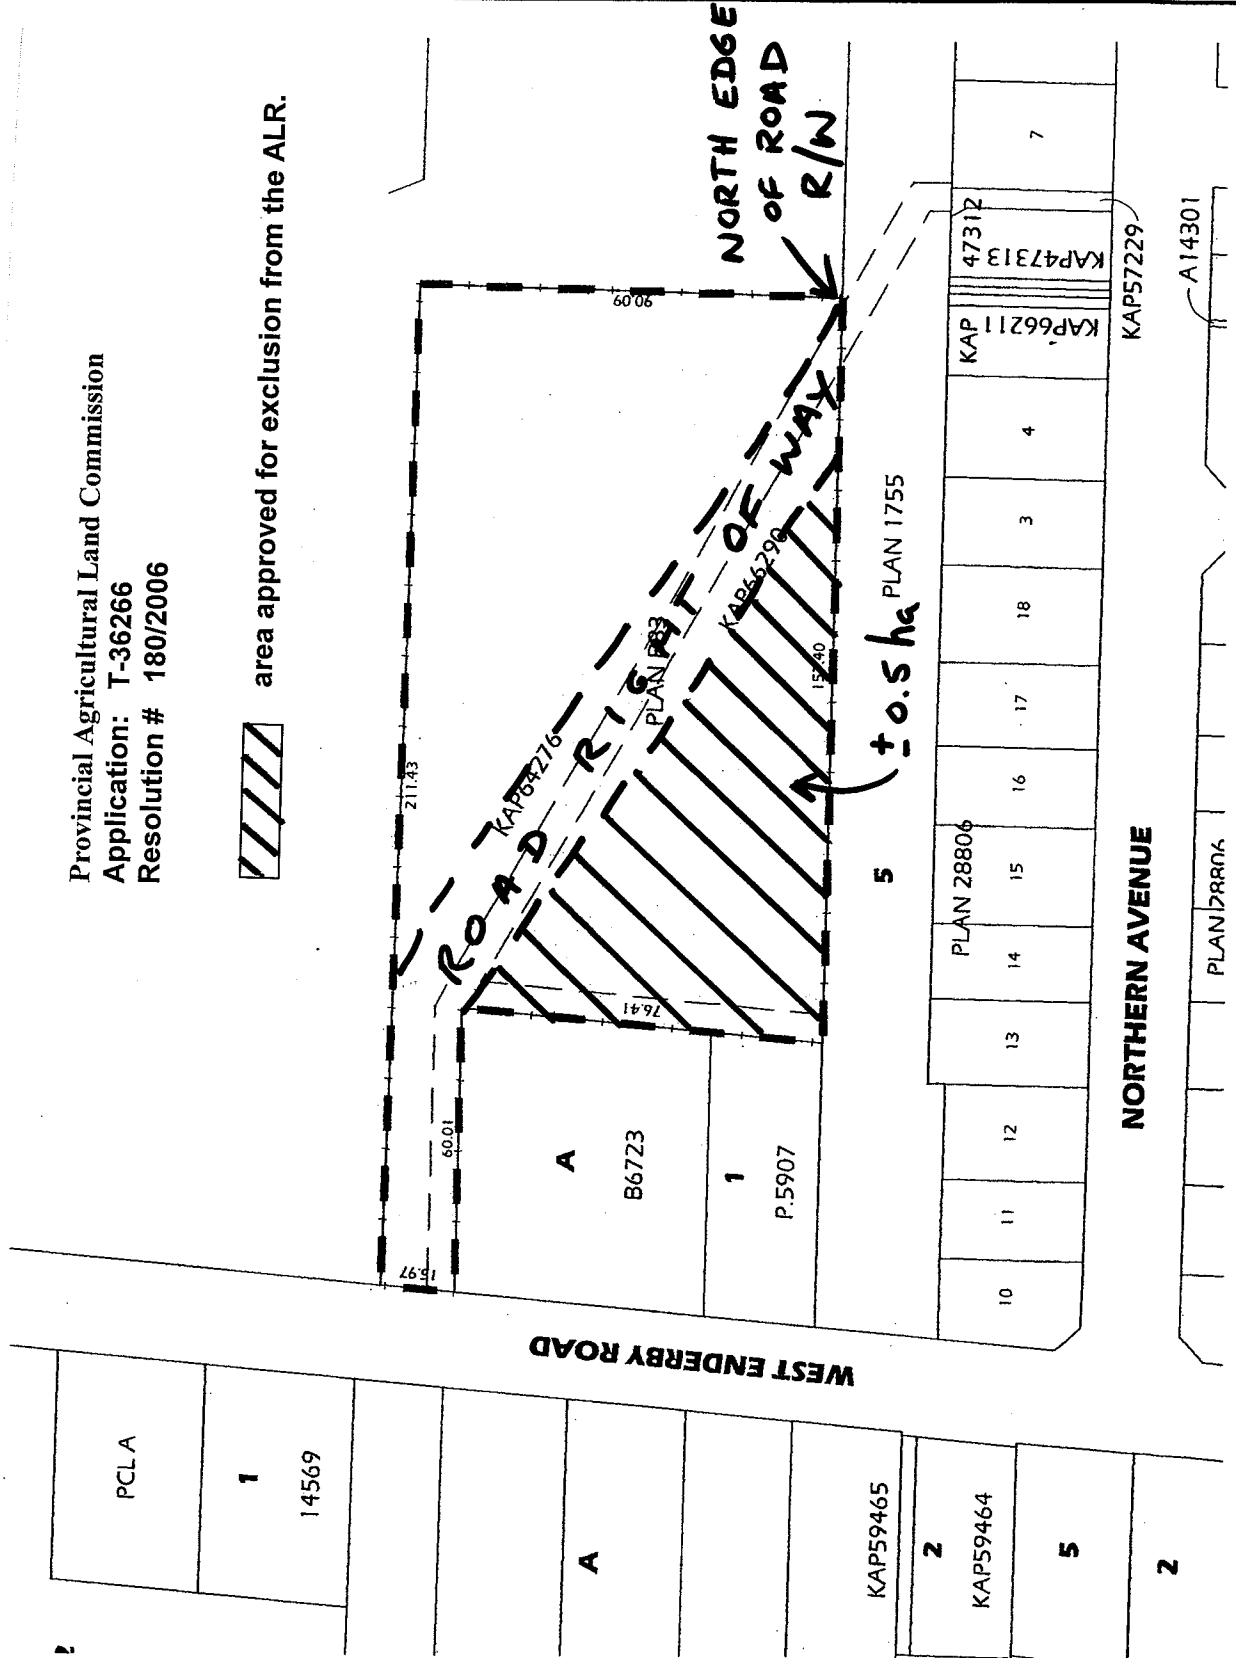 Provincial Agricultural Land Commission
Application: T-36266
Resolution # 180/2006
area approved for exclusion from the ALR.
NORTH EDGE
OF ROAD
R/W
211.43
90.09
KAP64276
ROAD RIGHT OF WAY
KAP66290
76.41
60.01
15.97
± 0.5 ha
PLAN 1755
5
A
B6723
1
P.5907
WEST ENDERBY ROAD
PLAN 28806
10
11
12
13
14
15
16
17
18
3
4
KAP
KAP66211
KAP47313
47312
7
KAP57229
A14301
NORTHERN AVENUE
PLAN 28806
PCL A
1
14569
A
KAP59465
2
KAP59464
5
2